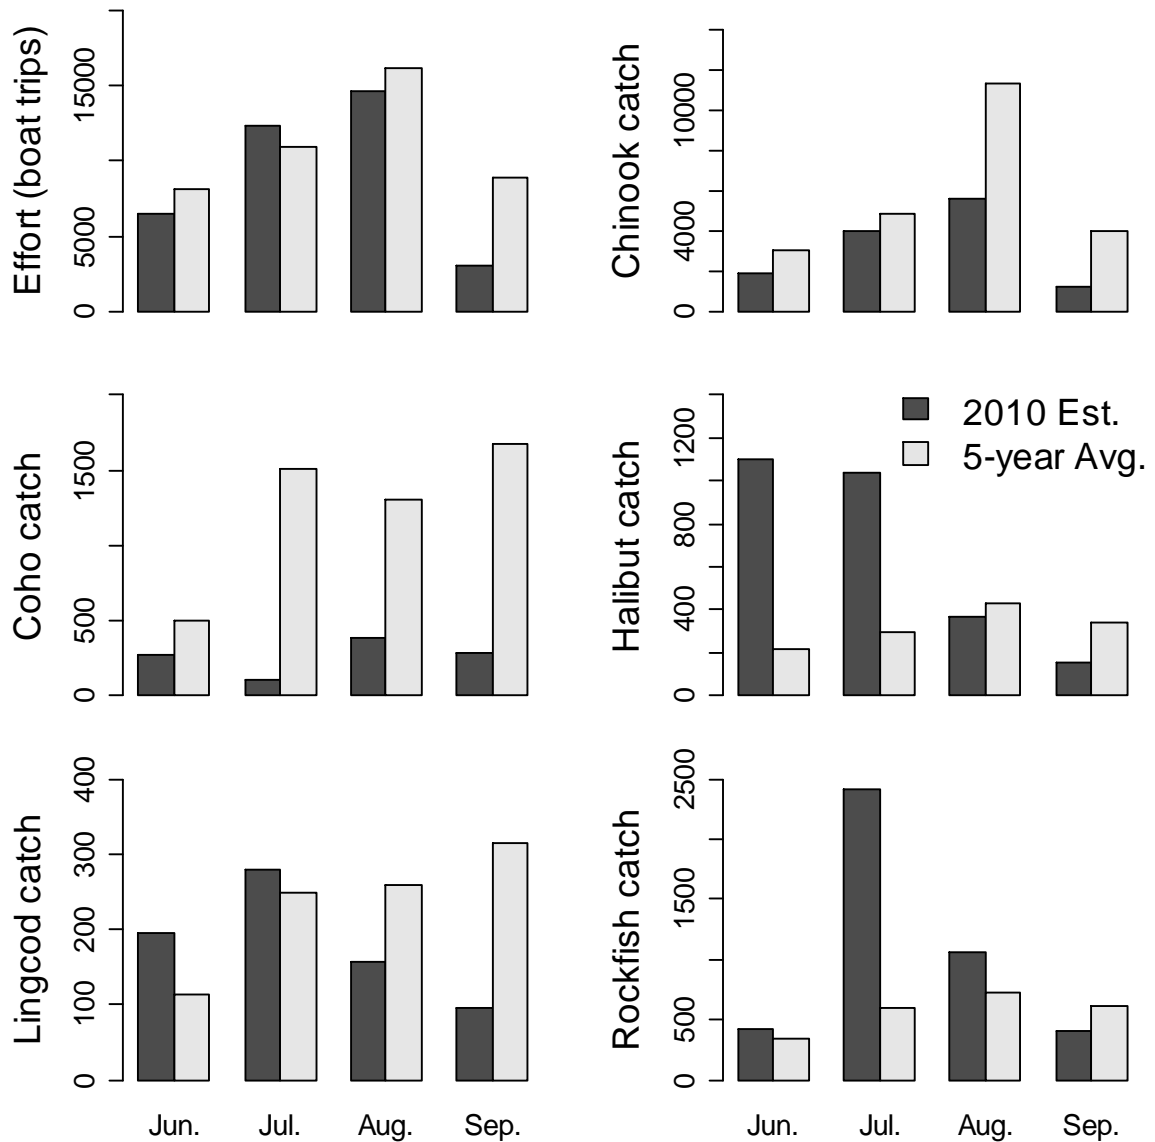 Effort (boat trips)
0
5000
15000
Chinook catch
0
4000
10000
Coho catch
0
500
1500
Halibut catch
0
400
800
1200
2010 Est.
5-year Avg.
Lingcod catch
0
100
200
300
400
Jun. Jul. Aug. Sep.
Rockfish catch
0
500
1500
2500
Jun. Jul. Aug. Sep.